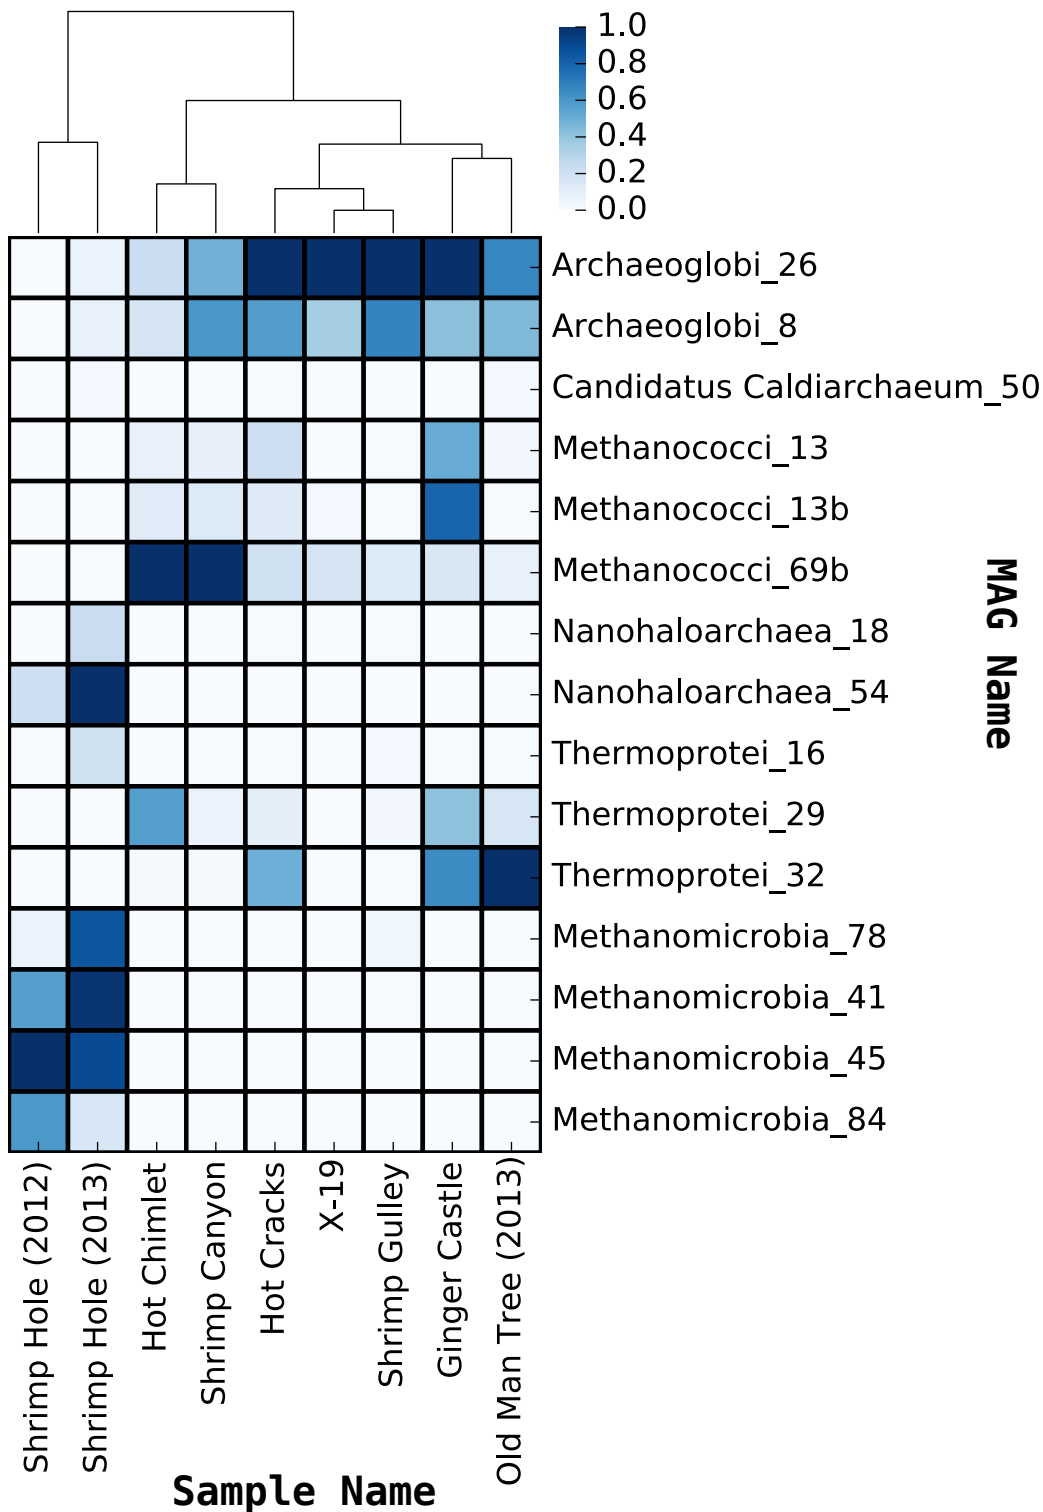 1.0
0.8
0.6
0.4
0.2
0.0
Archaeoglobi_26
Archaeoglobi_8
Candidatus Caldiarchaeum_50
Methanococci_13
Methanococci_13b
Methanococci_69b
Nanohaloarchaea_18
Nanohaloarchaea_54
Thermoprotei_16
Thermoprotei_29
Thermoprotei_32
Methanomicrobia_78
Methanomicrobia_41
Methanomicrobia_45
Methanomicrobia_84
MAG Name
Shrimp Hole (2012)
Shrimp Hole (2013)
Hot Chimlet
Shrimp Canyon
Hot Cracks
X-19
Shrimp Gulley
Ginger Castle
Old Man Tree (2013)
Sample Name